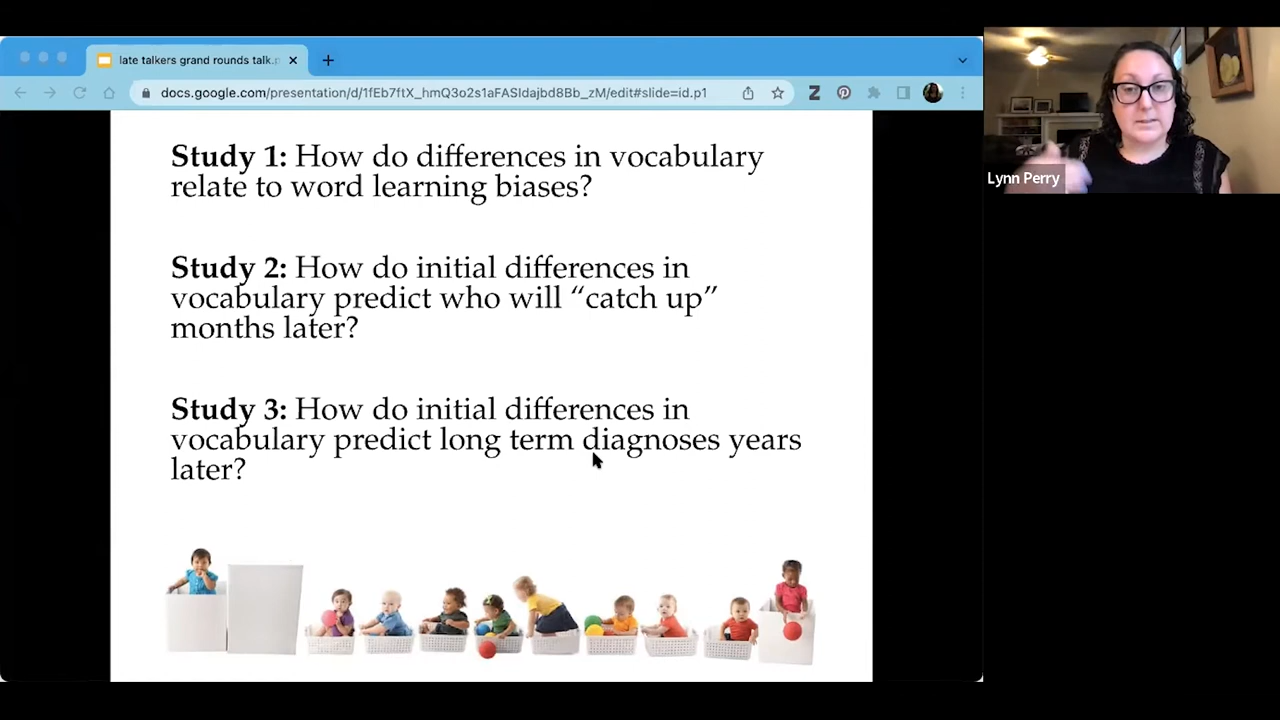 late talkers grand rounds talk.p
docs.google.com/presentation/d/1fEb7ftX_hmQ3o2s1aFASIdajbd8Bb_zM/edit#slide=id.p1
Lynn Perry
Study 1: How do differences in vocabulary
relate to word learning biases?
Study 2: How do initial differences in
vocabulary predict who will “catch up”
months later?
Study 3: How do initial differences in
vocabulary predict long term diagnoses years
later?